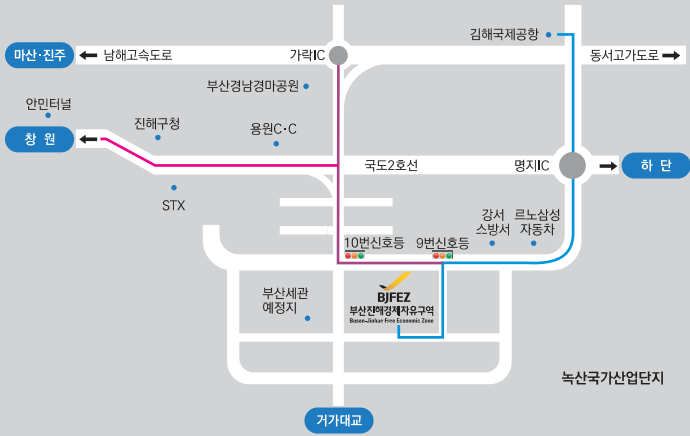 김해국제공항
마산·진주
남해고속도로
가락IC
동서고가도로
부산경남경마공원
안민터널
진해구청
용원C·C
창 원
국도2호선
명지IC
하 단
STX
강서
소방서
르노삼성
자동차
10번신호등
9번신호등
부산세관
예정지
BJFEZ
부산진해경제자유구역
Busan-Jinhae Free Economic Zone
녹산국가산업단지
거가대교